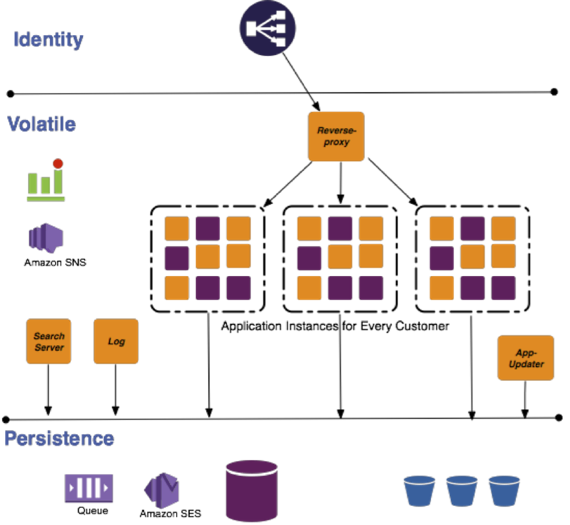 Identity
Volatile
Reverse-
proxy
Amazon SNS
Application Instances for Every Customer
Search
Server
Log
App-
Updater
Persistence
Queue
Amazon SES